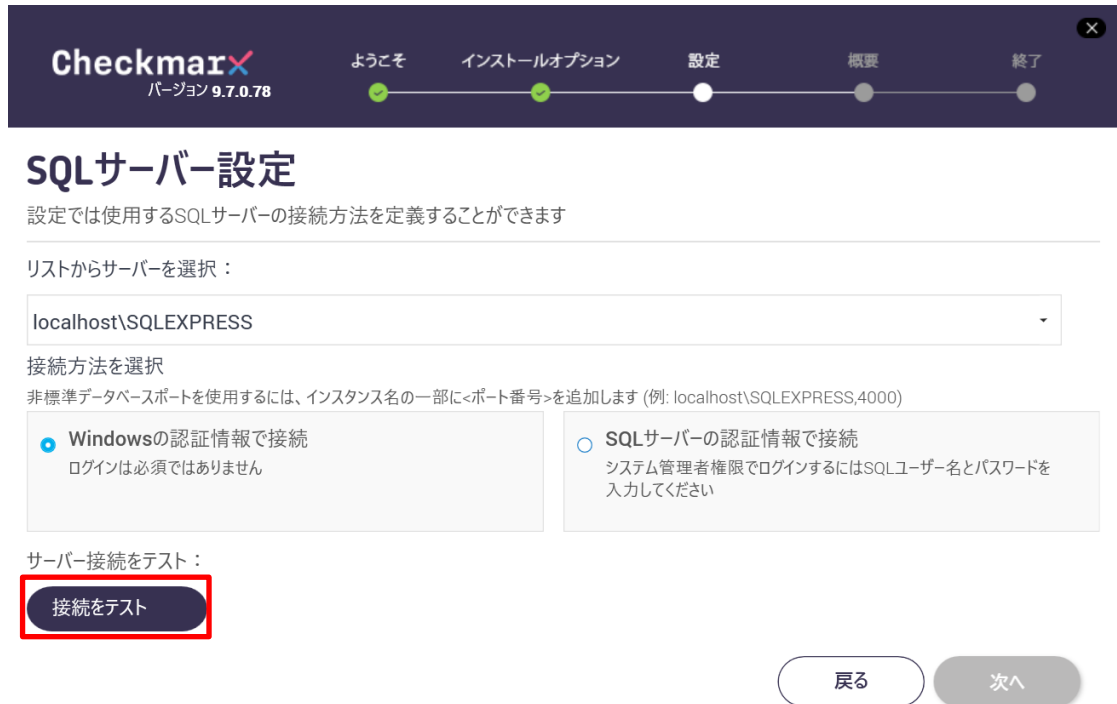 Checkmarx
バージョン 9.7.0.78
ようこそ
インストールオプション
設定
概要
終了
SQLサーバー設定
設定では使用するSQLサーバーの接続方法を定義することができます
リストからサーバーを選択：
localhost\SQLEXPRESS
接続方法を選択
非標準データベースポートを使用するには、インスタンス名の一部に<ポート番号>を追加します (例: localhost\SQLEXPRESS,4000)
Windowsの認証情報で接続
ログインは必須ではありません
SQLサーバーの認証情報で接続
システム管理者権限でログインするにはSQLユーザー名とパスワードを
入力してください
サーバー接続をテスト：
接続をテスト
戻る
次へ